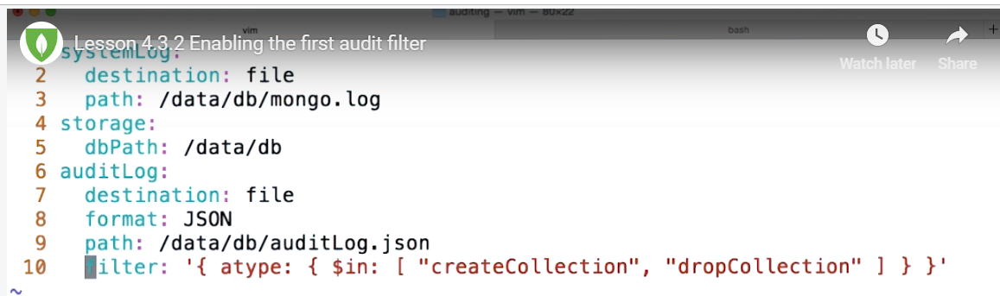 auditing — vim — 80×22
vim
bash
+
Lesson 4.3.2 Enabling the first audit filter
Watch later
Share
systemLog:
2 destination: file
3 path: /data/db/mongo.log
4 storage:
5 dbPath: /data/db
6 auditLog:
7 destination: file
8 format: JSON
9 path: /data/db/auditLog.json
10 filter: '{ atype: { $in: [ "createCollection", "dropCollection" ] } }'
~